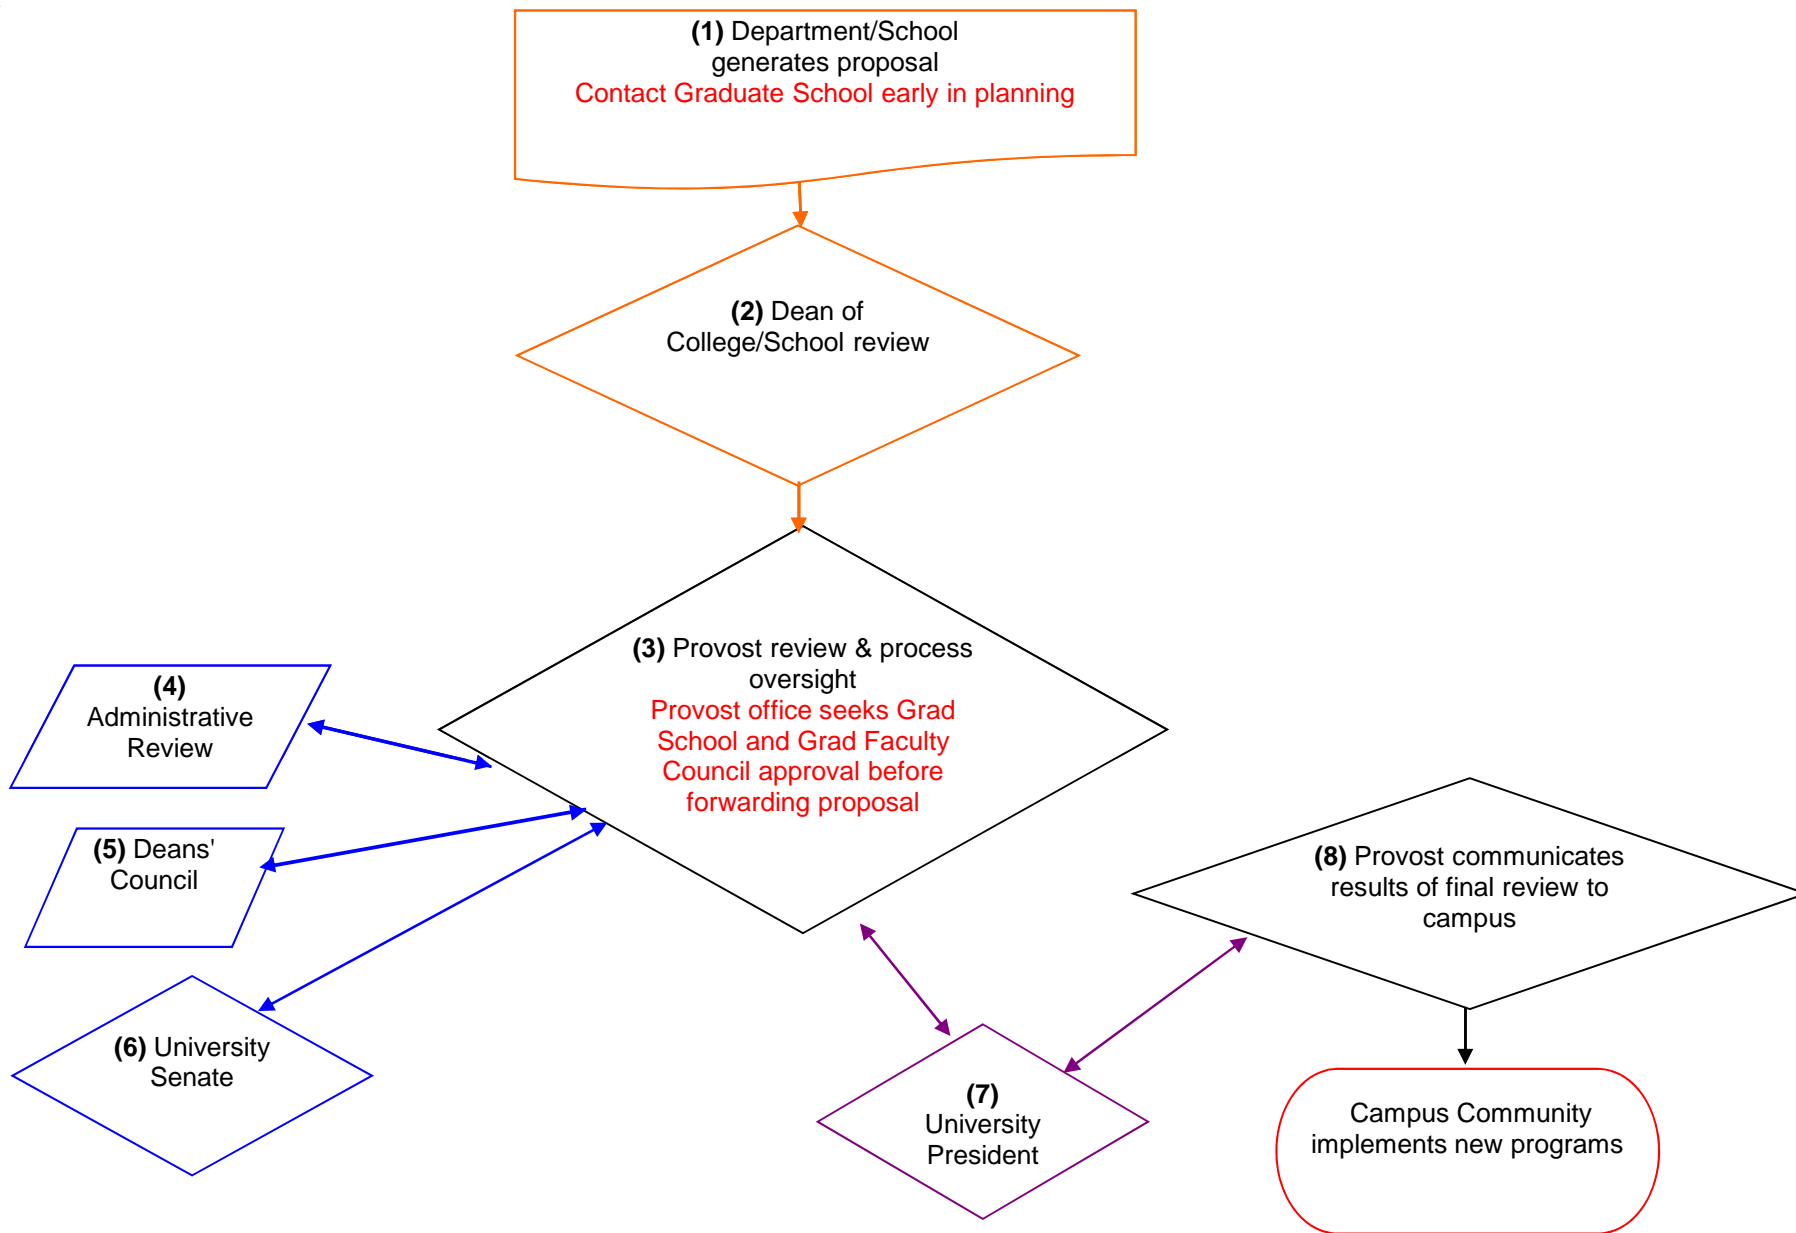 (1) Department/School
generates proposal
Contact Graduate School early in planning
(2) Dean of
College/School review
(3) Provost review & process
oversight
Provost office seeks Grad
School and Grad Faculty
Council approval before
forwarding proposal
(4)
Administrative
Review
(5) Deans'
Council
(6) University
Senate
(7)
University
President
(8) Provost communicates
results of final review to
campus
Campus Community
implements new programs